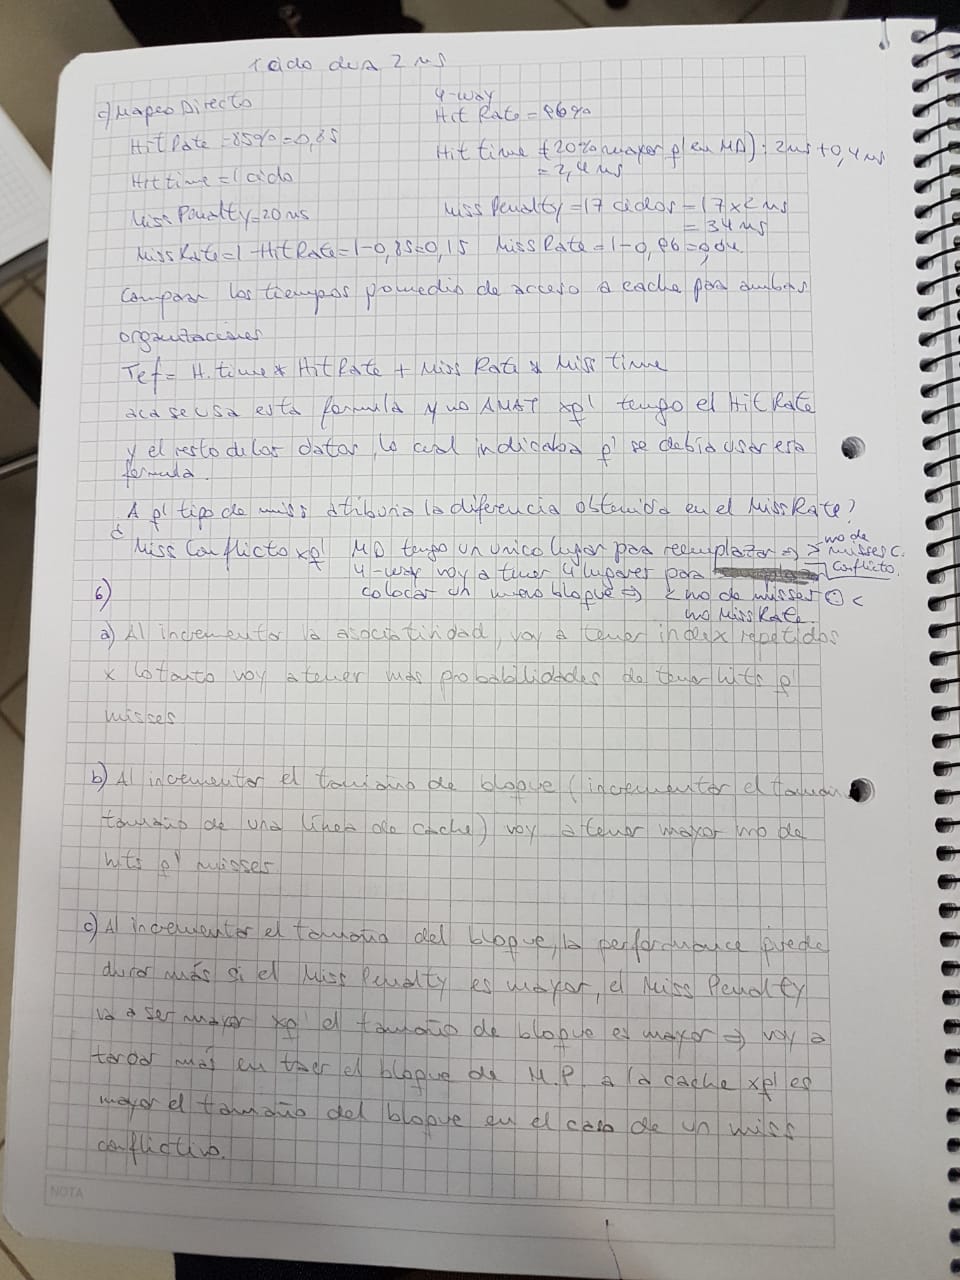 1 ciclo dura 2 ns
c) Mapeo Directo
Hit Rate = 85% = 0,85
Hit time = 1 ciclo
Miss Penalty = 20 ns
Miss Rate = 1 - Hit Rate = 1 - 0,85 = 0,15
4-way
Hit Rate = 96%
Hit time (20% mayor q' en MD): 2 ns + 0,4 ns
= 2,4 ns
Miss Penalty = 17 ciclos = 17 x 2 ns
= 34 ns
Miss Rate = 1 - 0,96 = 0,04
Comparar los tiempos promedio de acceso a cache para ambas
organizaciones
Tef = H. time * Hit Rate + Miss Rate * Miss time
acá se usa esta formula y no AMAT xq' tengo el Hit Rate
y el resto de los datos, lo cual indicaba q' se debía usar esa
formula.
¿A q' tipo de miss atribuiria la diferencia obtenida en el Miss Rate?
Miss Conflicto xq' MD tengo un unico lugar para reemplazar => > no de misses C.
Conflicto.
4-way voy a tener 4 lugares para
colocar un nuevo bloque => < no de misses <
no Miss Rate.
6)
a) Al incrementar la asociatividad, voy a tener index repetidos
x lo tanto voy a tener más probabilidades de tener hits q'
misses
b) Al incrementar el tamaño de bloque (incrementar el
tamaño de una línea de cache) voy a tener mayor no de
hits q' misses
c) Al incrementar el tamaño del bloque, la performance puede
durar más si el Miss Penalty es mayor, el Miss Penalty
va a ser mayor xq' el tamaño de bloque es mayor => voy a
tardar más en traer el bloque de M.P. a la cache xq' es
mayor el tamaño del bloque en el caso de un miss
conflictivo.
NOTA